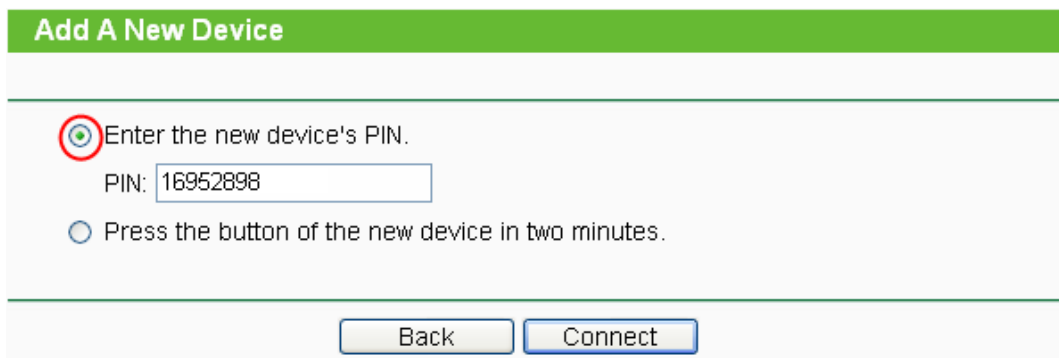 Add A New Device
Enter the new device's PIN.
PIN: 16952898
Press the button of the new device in two minutes.
Back Connect